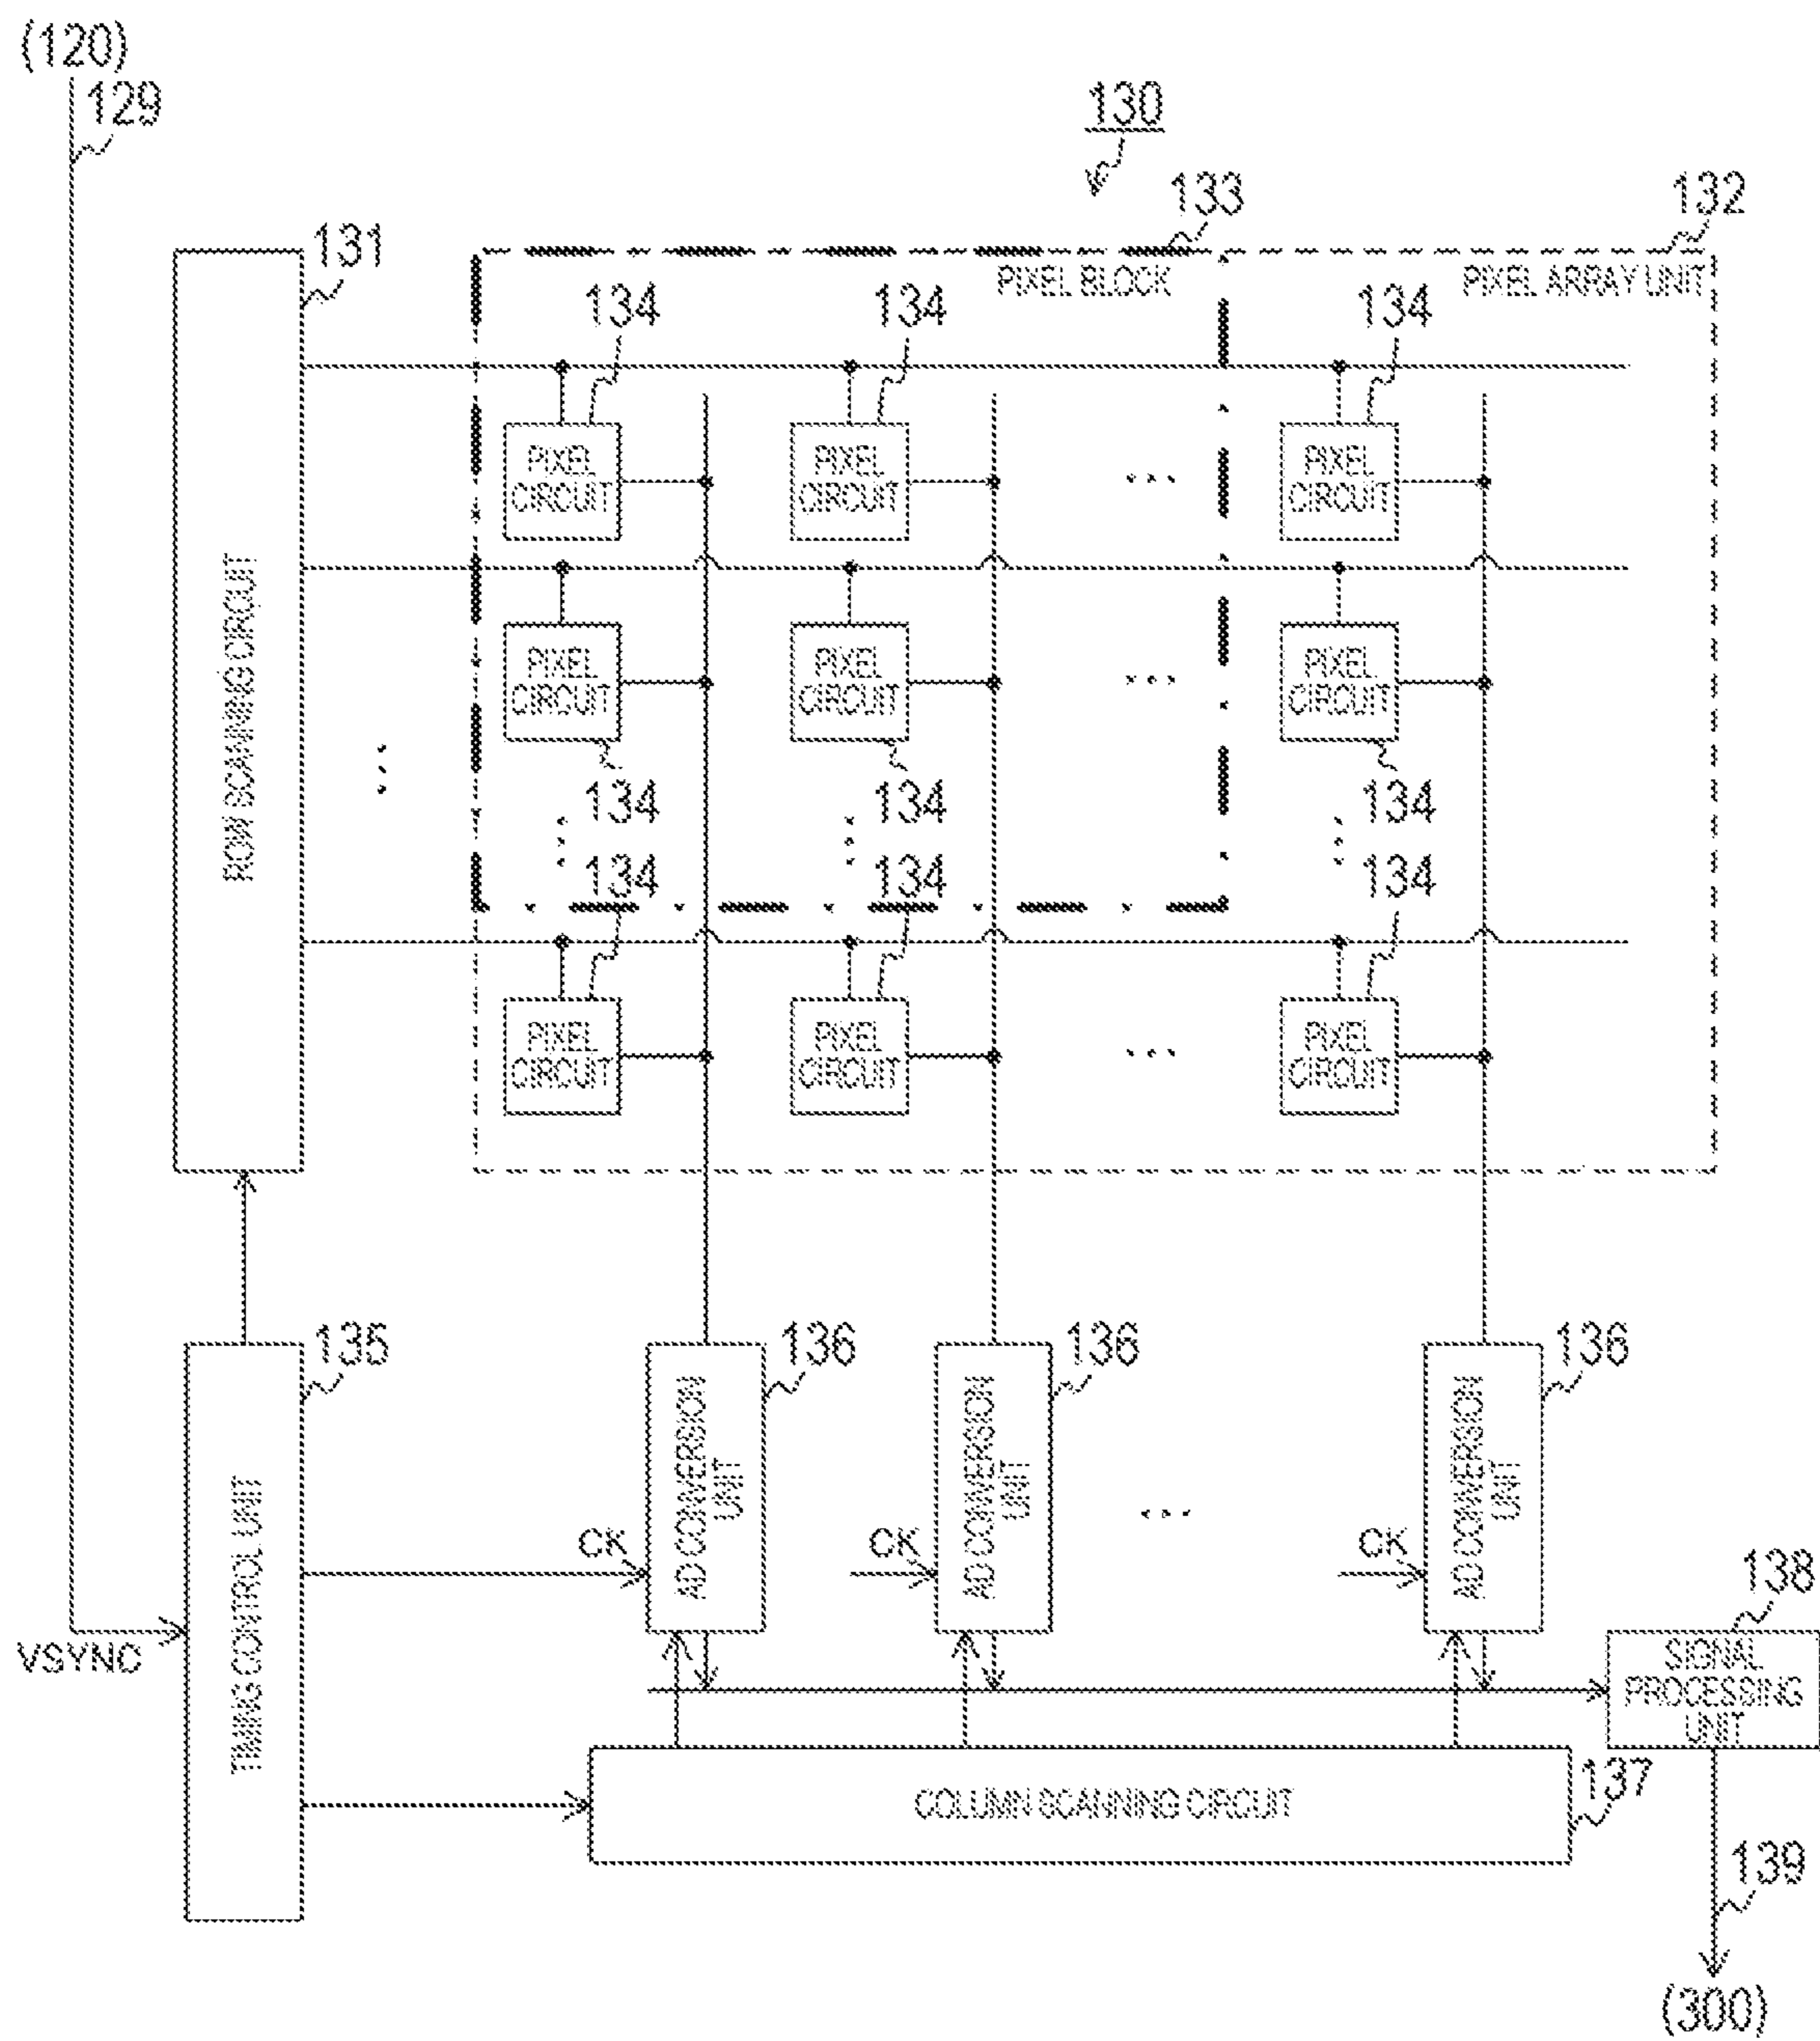 (120)
129
130
133
132
131
PIXEL BLOCK
PIXEL ARRAY UNIT
134
134
134
PIXEL
CIRCUIT
PIXEL
CIRCUIT
...
PIXEL
CIRCUIT
ROW SCANNING CIRCUIT
PIXEL
CIRCUIT
PIXEL
CIRCUIT
...
PIXEL
CIRCUIT
134
134
134
134
134
134
PIXEL
CIRCUIT
PIXEL
CIRCUIT
...
PIXEL
CIRCUIT
135
136
136
136
TIMING CONTROL UNIT
AD CONVERSION
UNIT
AD CONVERSION
UNIT
...
AD CONVERSION
UNIT
CK
CK
CK
VSYNC
138
SIGNAL
PROCESSING
UNIT
COLUMN SCANNING CIRCUIT
137
139
(300)